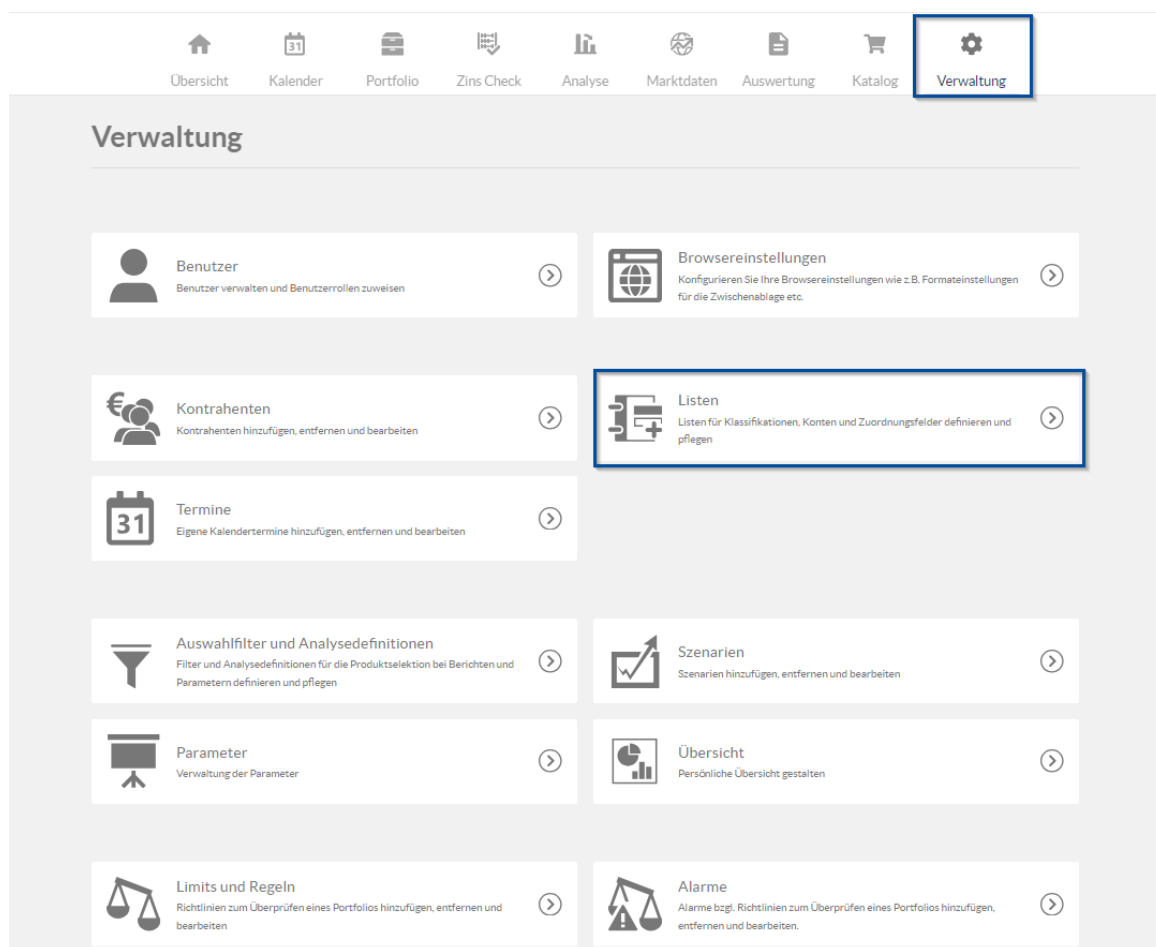 31
Übersicht Kalender Portfolio Zins Check Analyse Marktdaten Auswertung Katalog Verwaltung
Verwaltung
Benutzer
Benutzer verwalten und Benutzerrollen zuweisen
Browsereinstellungen
Konfigurieren Sie Ihre Browsereinstellungen wie z.B. Formateinstellungen
für die Zwischenablage etc.
€
Kontrahenten
Kontrahenten hinzufügen, entfernen und bearbeiten
Listen
Listen für Klassifikationen, Konten und Zuordnungsfelder definieren und
pflegen
31
Termine
Eigene Kalendertermine hinzufügen, entfernen und bearbeiten
Auswahlfilter und Analysedefinitionen
Filter und Analysedefinitionen für die Produktselektion bei Berichten und
Parametern definieren und pflegen
Szenarien
Szenarien hinzufügen, entfernen und bearbeiten
Parameter
Verwaltung der Parameter
Übersicht
Persönliche Übersicht gestalten
Limits und Regeln
Richtlinien zum Überprüfen eines Portfolios hinzufügen, entfernen und
bearbeiten
Alarme
Alarme bzgl. Richtlinien zum Überprüfen eines Portfolios hinzufügen,
entfernen und bearbeiten.